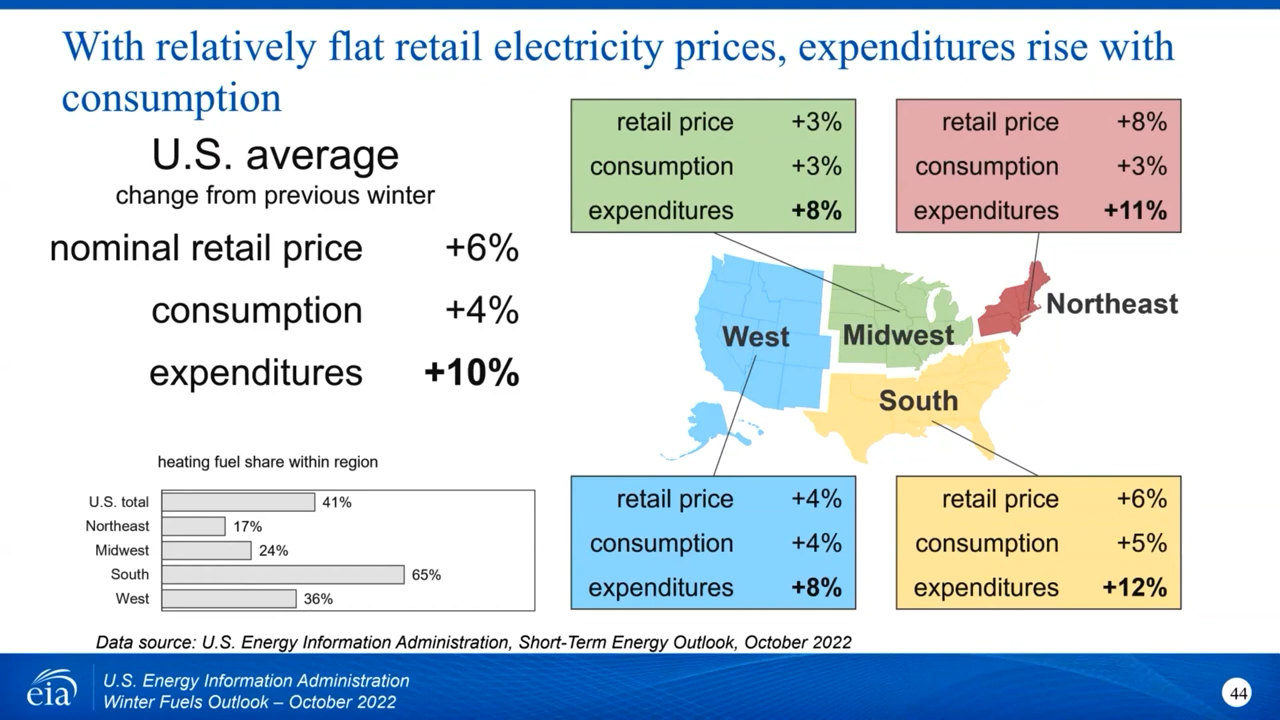 With relatively flat retail electricity prices, expenditures rise with
consumption
U.S. average
change from previous winter
nominal retail price +6%
consumption +4%
expenditures +10%
retail price +3%
consumption +3%
expenditures +8%
retail price +8%
consumption +3%
expenditures +11%
West
Midwest
Northeast
South
retail price +4%
consumption +4%
expenditures +8%
retail price +6%
consumption +5%
expenditures +12%
heating fuel share within region
U.S. total 41%
Northeast 17%
Midwest 24%
South 65%
West 36%
Data source: U.S. Energy Information Administration, Short-Term Energy Outlook, October 2022
eia
U.S. Energy Information Administration
Winter Fuels Outlook – October 2022
44